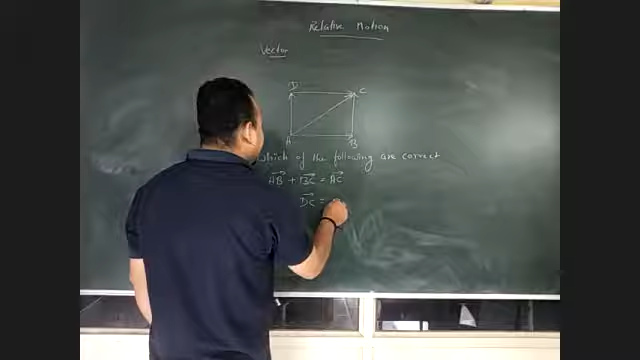 Relative Motion
Vector
D
C
A
B
which of the following are correct
AB + BC = AC
DC =